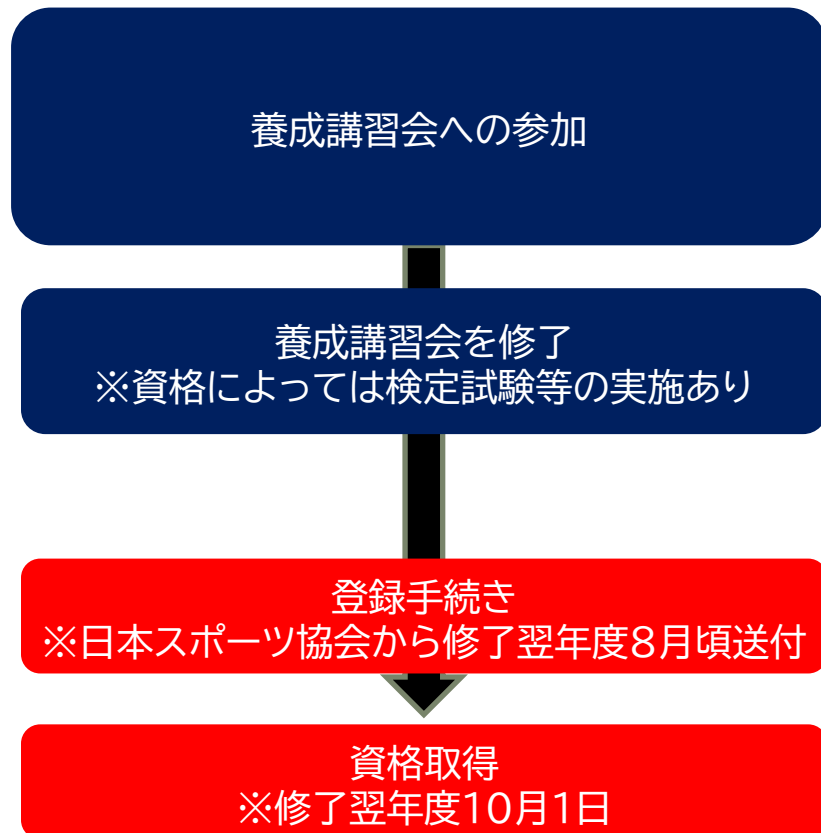 養成講習会への参加
養成講習会を修了
※資格によっては検定試験等の実施あり
登録手続き
※日本スポーツ協会から修了翌年度8月頃送付
資格取得
※修了翌年度10月1日